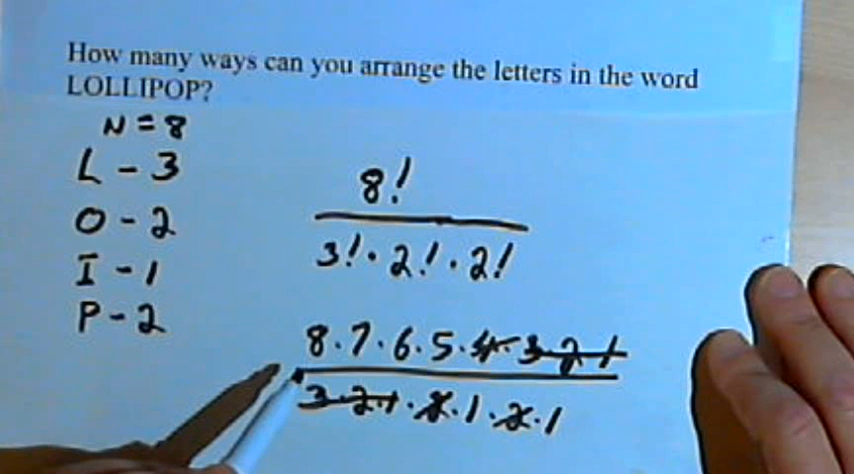 How many ways can you arrange the letters in the word
LOLLIPOP?
N = 8
L - 3
O - 2
I - 1
P - 2
8!
3! · 2! · 2!
8 · 7 · 6 · 5 · 4 · 3 · 2 · 1
3 · 2 · 1 · 2 · 1 · 2 · 1